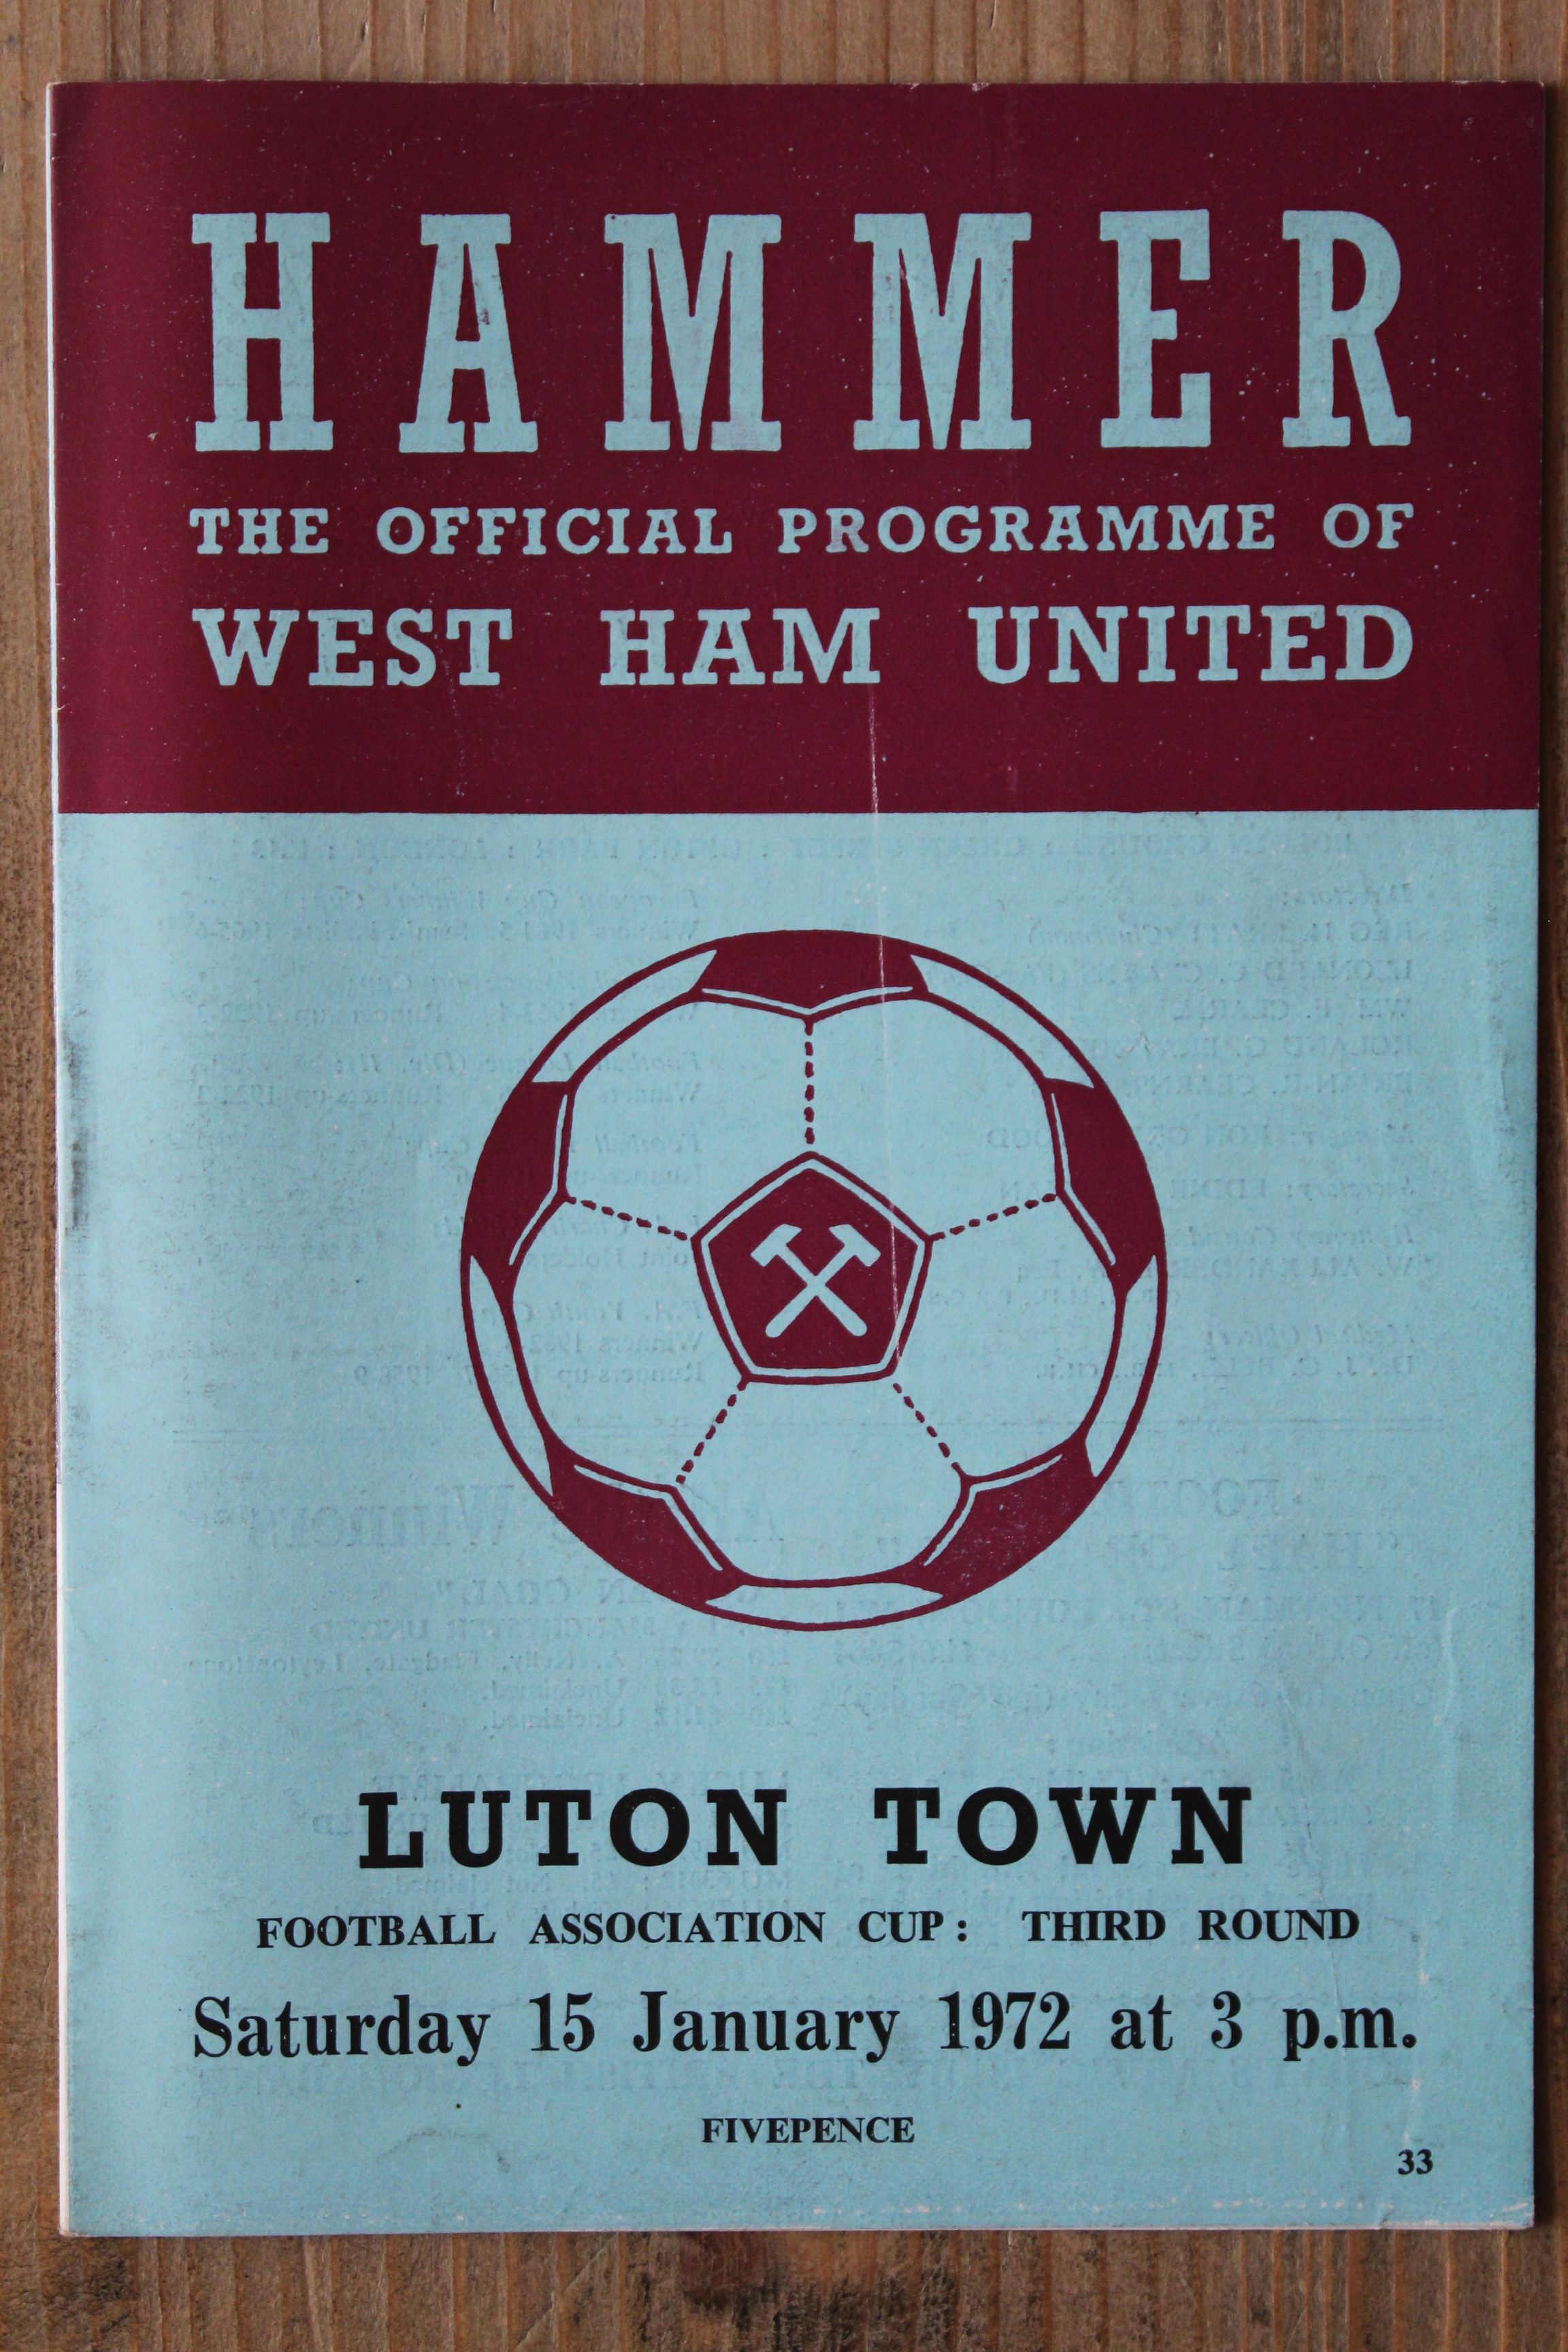 HAMMER
THE OFFICIAL PROGRAMME OF
WEST HAM UNITED
LUTON TOWN
FOOTBALL ASSOCIATION CUP: THIRD ROUND
Saturday 15 January 1972 at 3 p.m.
FIVEPENCE
33